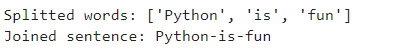 Splitted words: ['Python', 'is', 'fun']
Joined sentence: Python-is-fun